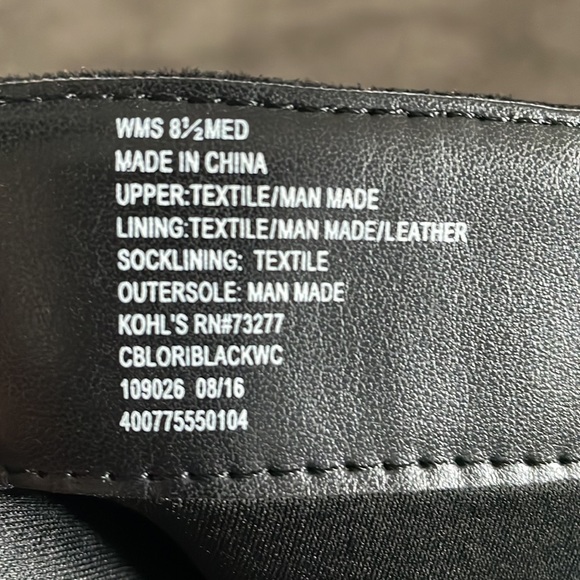 WMS 8½MED
MADE IN CHINA
UPPER:TEXTILE/MAN MADE
LINING:TEXTILE/MAN MADE/LEATHER
SOCKLINING: TEXTILE
OUTERSOLE: MAN MADE
KOHL'S RN#73277
CBLORIBLACKWC
109026 08/16
400775550104